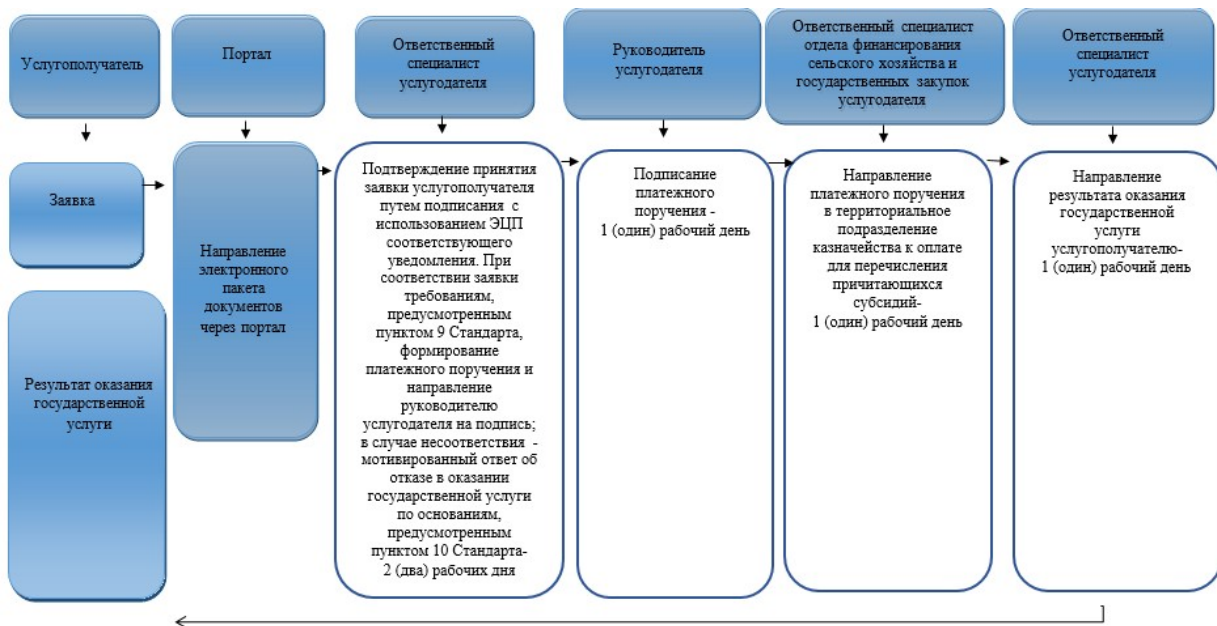 Услугополучатель
Портал
Ответственный
специалист
услугодателя
Руководитель
услугодателя
Ответственный специалист
отдела финансирования
сельского хозяйства и
государственных закупок
услугодателя
Ответственный
специалист
услугодателя
Заявка
Результат оказания
государственной
услуги
Направление
электронного
пакета
документов
через портал
Подтверждение принятия
заявки услугополучателя
путем подписания с
использованием ЭЦП
соответствующего
уведомления. При
соответствии заявки
требованиям,
предусмотренным
пунктом 9 Стандарта,
формирование
платежного поручения и
направление
руководителю
услугодателя на подпись;
в случае несоответствия -
мотивированный ответ об
отказе в оказании
государственной услуги
по основаниям,
предусмотренным
пунктом 10 Стандарта-
2 (два) рабочих дня
Подписание
платежного
поручения -
1 (один) рабочий день
Направление
платежного поручения
в территориальное
подразделение
казначейства к оплате
для перечисления
причитающихся
субсидий-
1 (один) рабочий день
Направление
результата оказания
государственной
услуги
услугополучателю-
1 (один) рабочий день